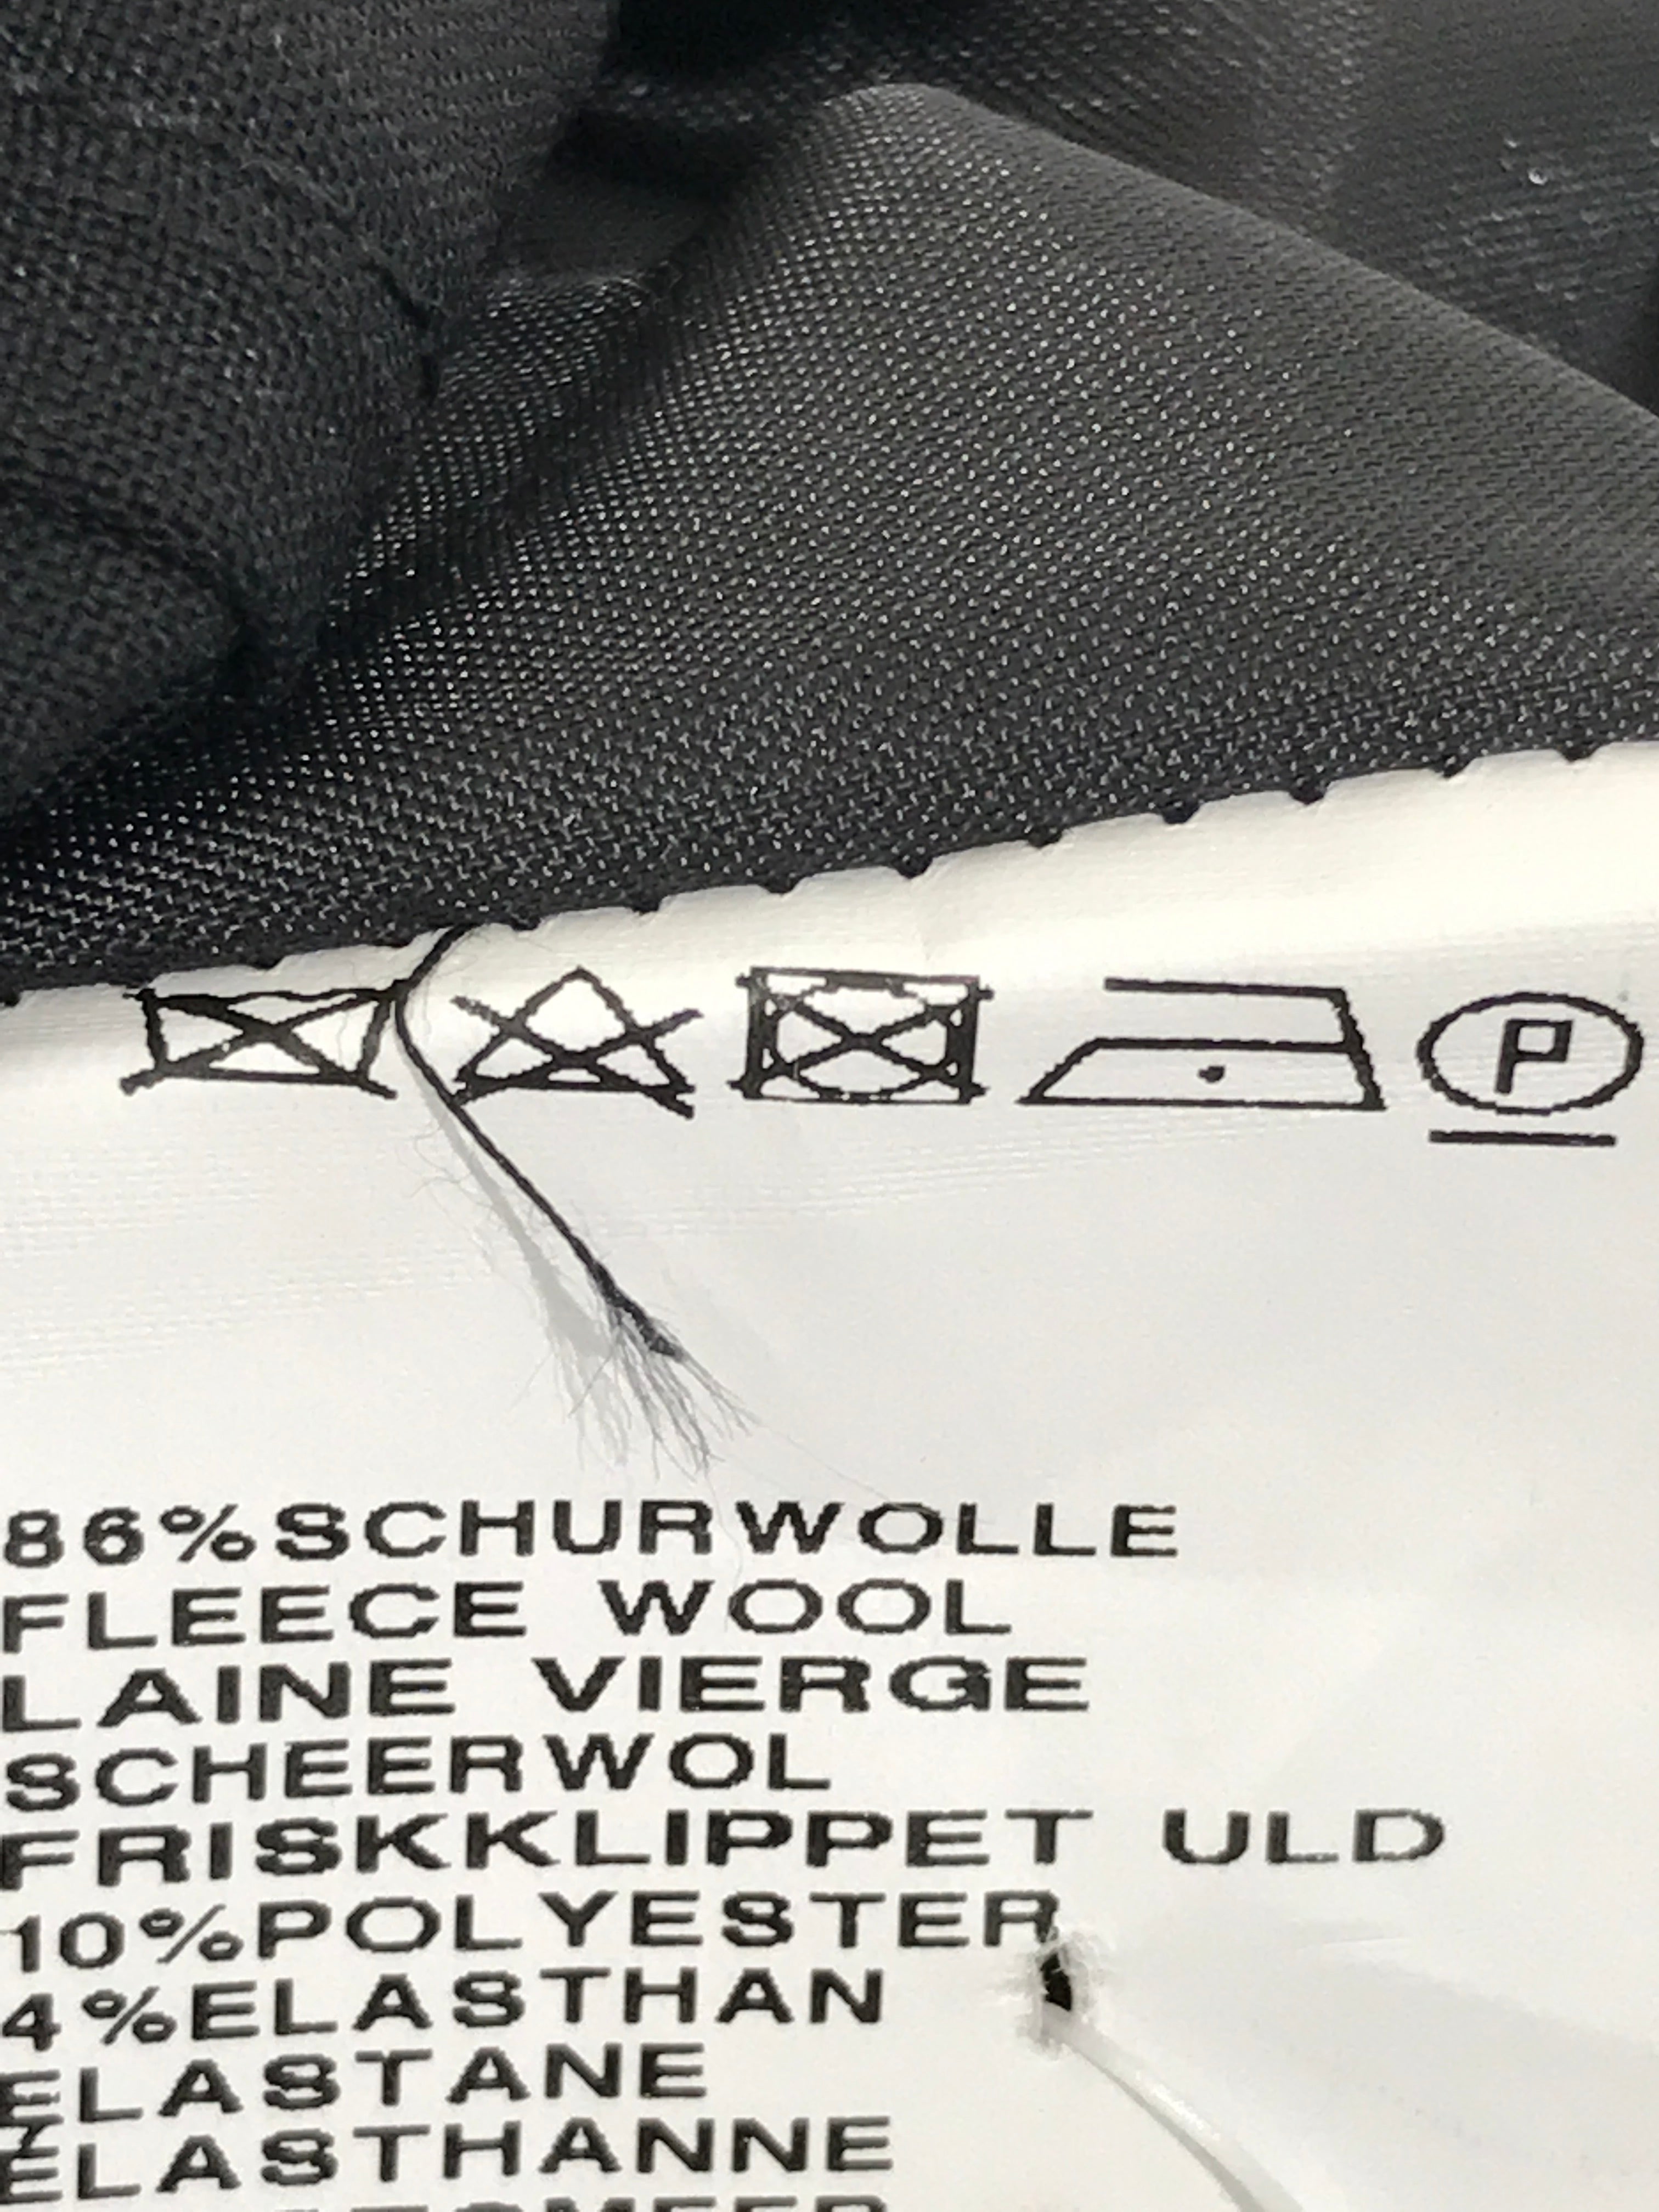 P
86%SCHURWOLLE
FLEECE WOOL
LAINE VIERGE
SCHEERWOL
FRISKKLIPPET ULD
10%POLYESTER
4%ELASTHAN
ELASTANE
ELASTHANNE